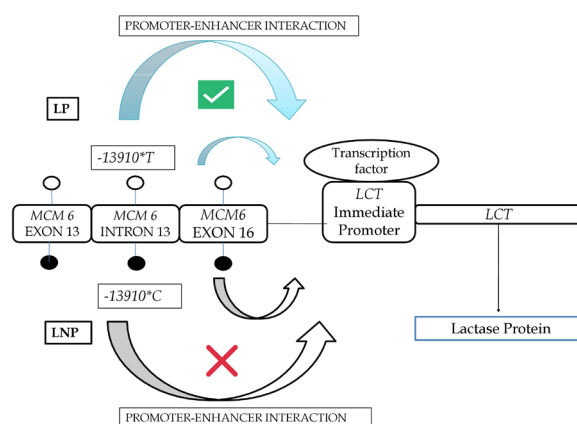 PROMOTER-ENHANCER INTERACTION
LP
-13910*T
Transcription
factor
MCM 6
EXON 13
MCM 6
INTRON 13
MCM6
EXON 16
LCT
Immediate
Promoter
LCT
-13910*C
LNP
Lactase Protein
PROMOTER-ENHANCER INTERACTION